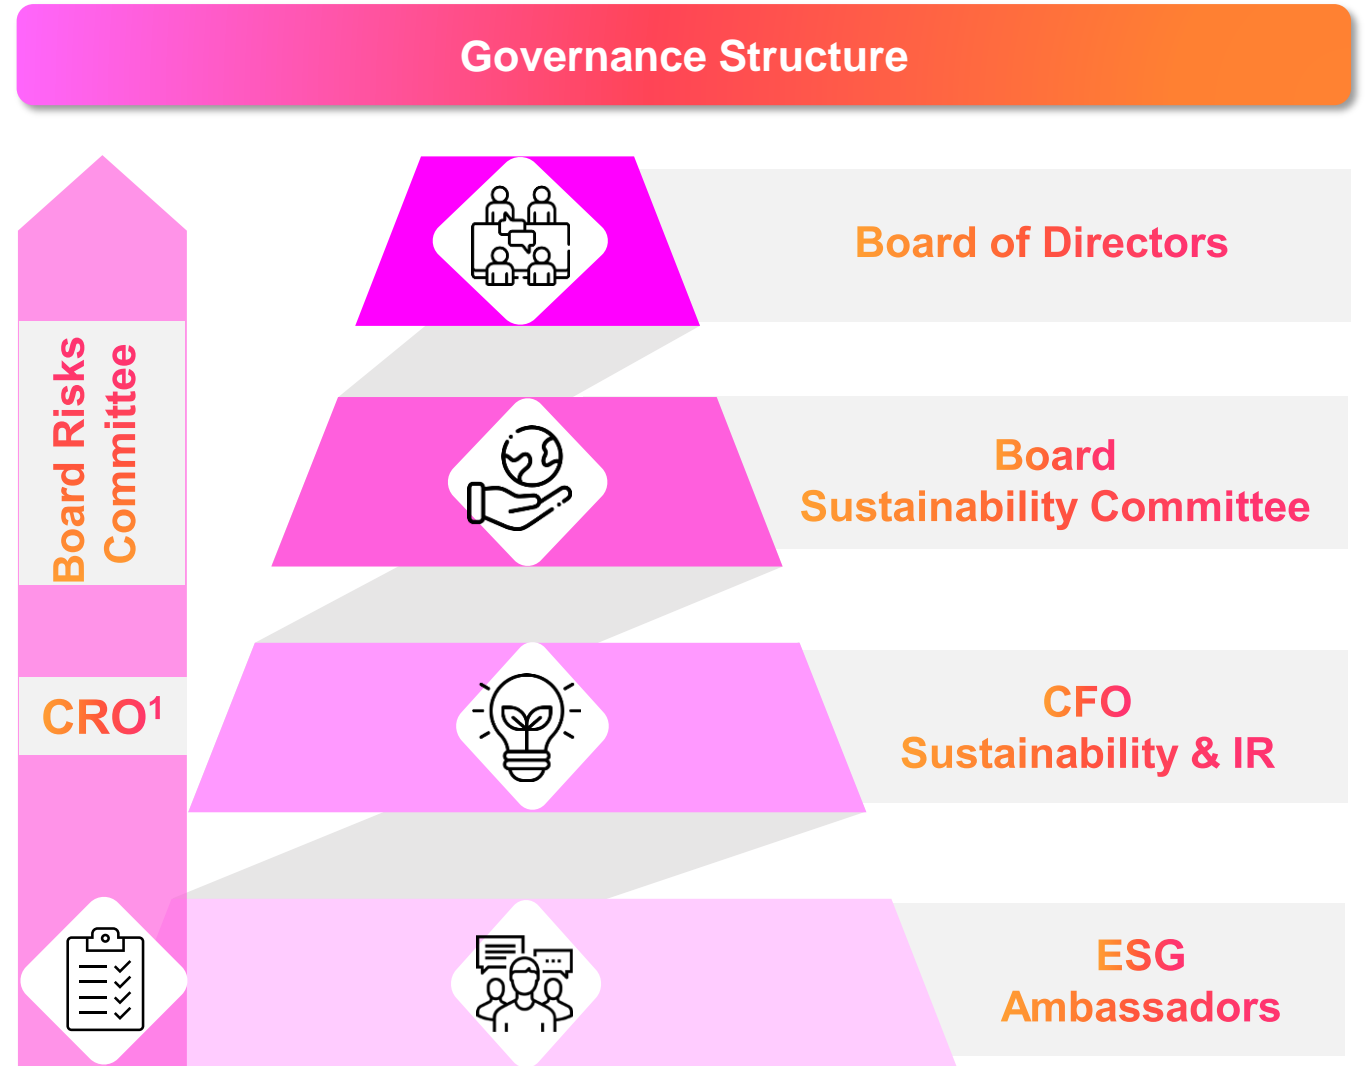 Governance Structure
Board of Directors
Board Risks
Committee
Board
Sustainability Committee
CRO¹
CFO
Sustainability & IR
ESG
Ambassadors